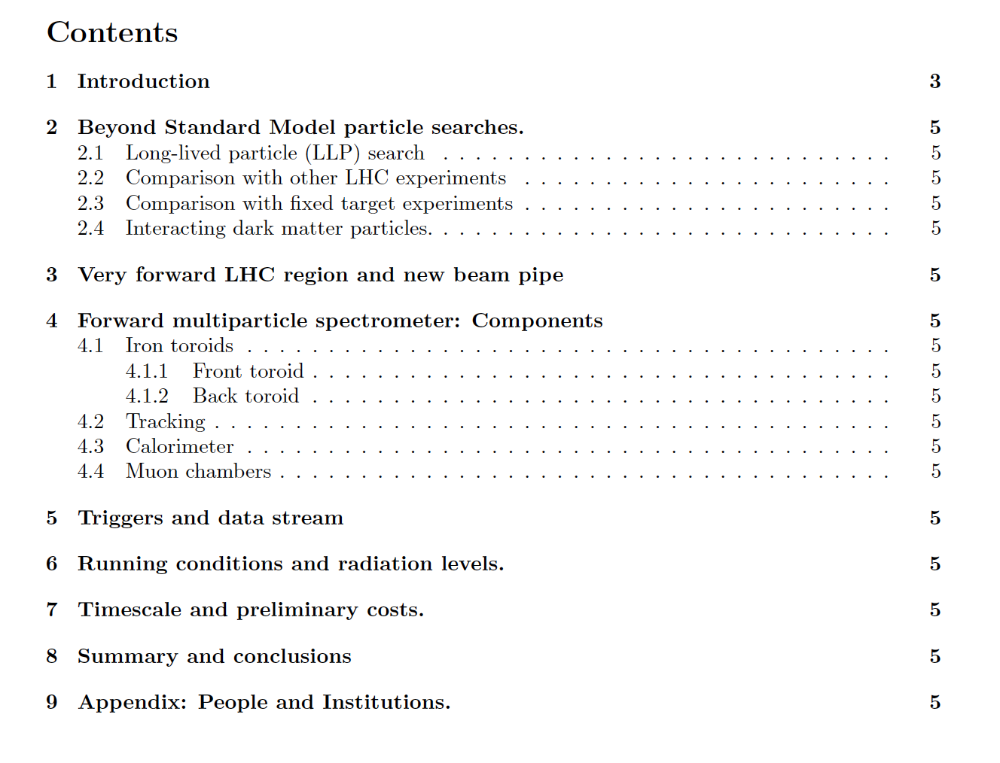 Contents
1 Introduction 3
2 Beyond Standard Model particle searches. 5
2.1 Long-lived particle (LLP) search . . . . . . . . . . . . . . . . . . . . . . . . . . . . 5
2.2 Comparison with other LHC experiments . . . . . . . . . . . . . . . . . . . . . . . 5
2.3 Comparison with fixed target experiments . . . . . . . . . . . . . . . . . . . . . . . 5
2.4 Interacting dark matter particles. . . . . . . . . . . . . . . . . . . . . . . . . . . . . 5
3 Very forward LHC region and new beam pipe 5
4 Forward multiparticle spectrometer: Components 5
4.1 Iron toroids . . . . . . . . . . . . . . . . . . . . . . . . . . . . . . . . . . . . . . . . 5
4.1.1 Front toroid . . . . . . . . . . . . . . . . . . . . . . . . . . . . . . . . . . . . 5
4.1.2 Back toroid . . . . . . . . . . . . . . . . . . . . . . . . . . . . . . . . . . . . 5
4.2 Tracking . . . . . . . . . . . . . . . . . . . . . . . . . . . . . . . . . . . . . . . . . . 5
4.3 Calorimeter . . . . . . . . . . . . . . . . . . . . . . . . . . . . . . . . . . . . . . . . 5
4.4 Muon chambers . . . . . . . . . . . . . . . . . . . . . . . . . . . . . . . . . . . . . . 5
5 Triggers and data stream 5
6 Running conditions and radiation levels. 5
7 Timescale and preliminary costs. 5
8 Summary and conclusions 5
9 Appendix: People and Institutions. 5